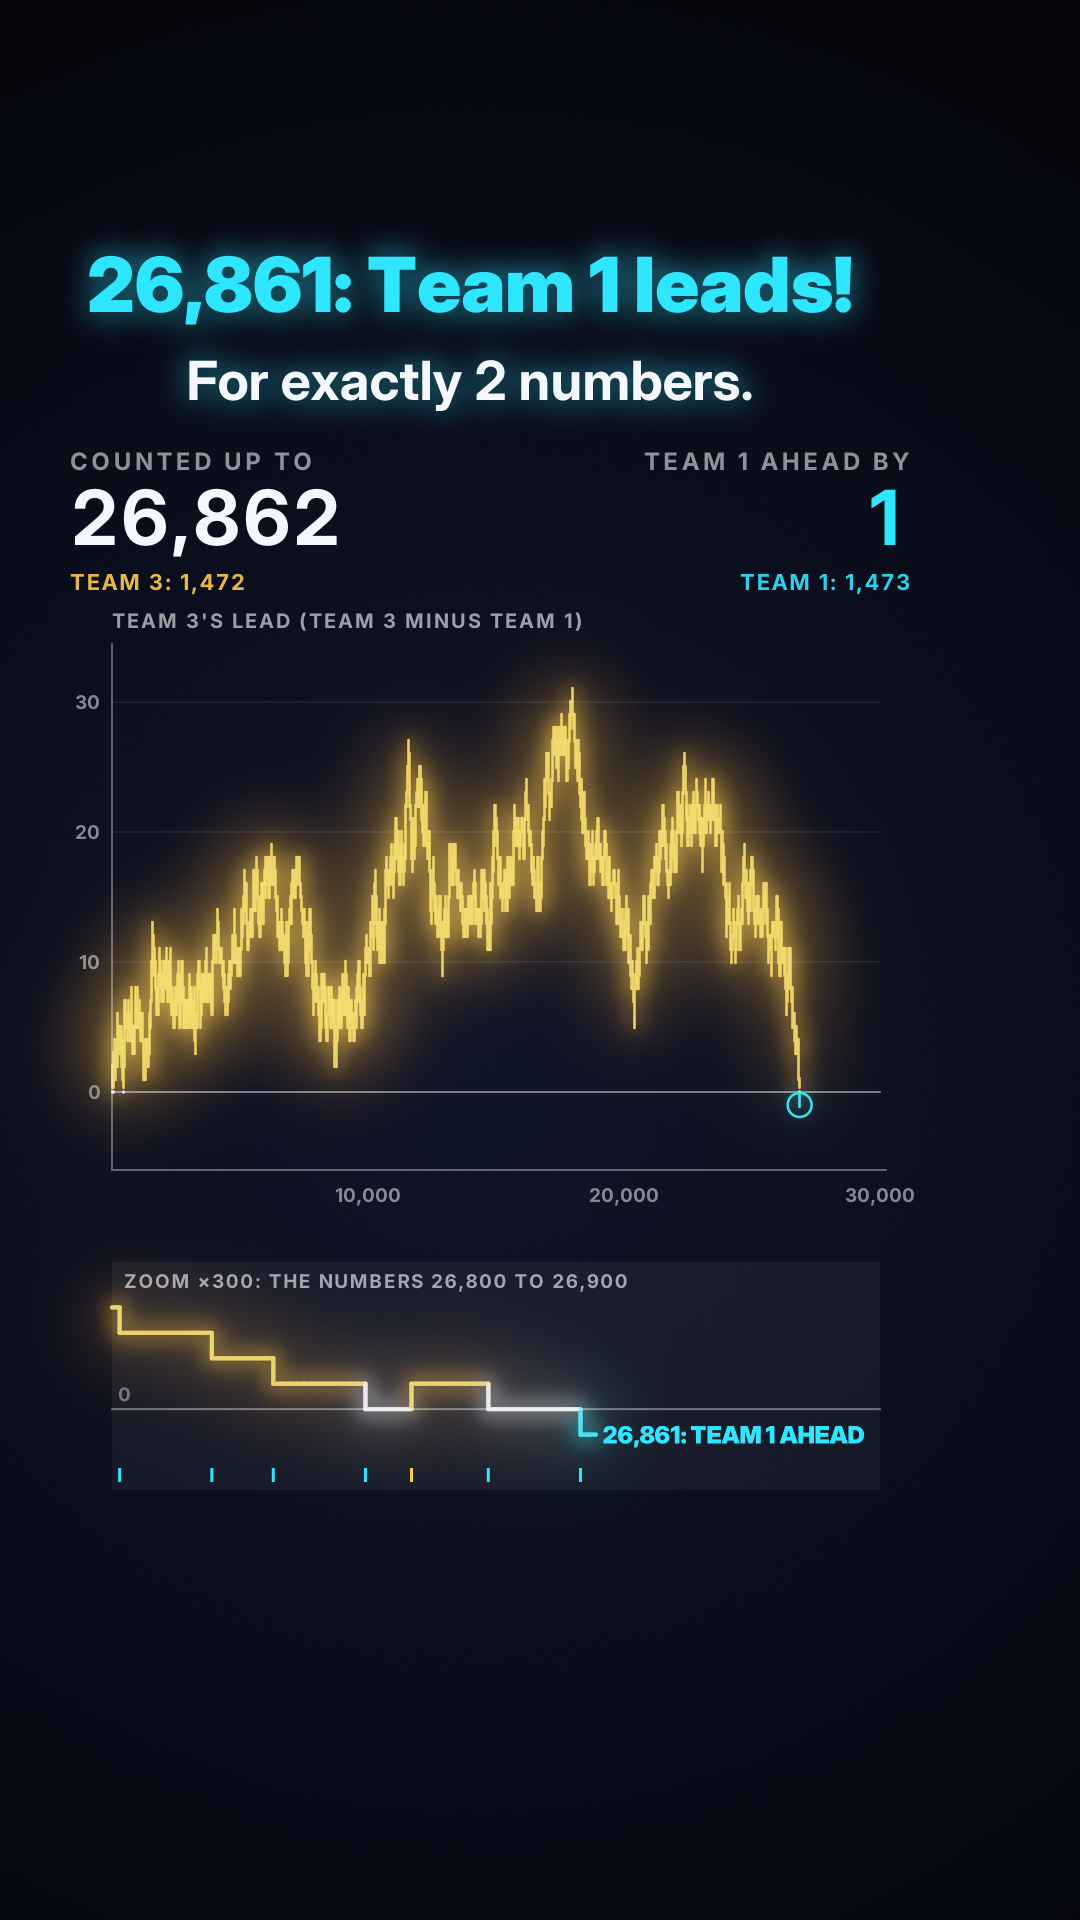 26,861: Team 1 leads!
For exactly 2 numbers.
COUNTED UP TO
TEAM 1 AHEAD BY
26,862
1
TEAM 3: 1,472
TEAM 1: 1,473
TEAM 3'S LEAD (TEAM 3 MINUS TEAM 1)
30
20
10
0
10,000
20,000
30,000
ZOOM ×300: THE NUMBERS 26,800 TO 26,900
0
26,861: TEAM 1 AHEAD